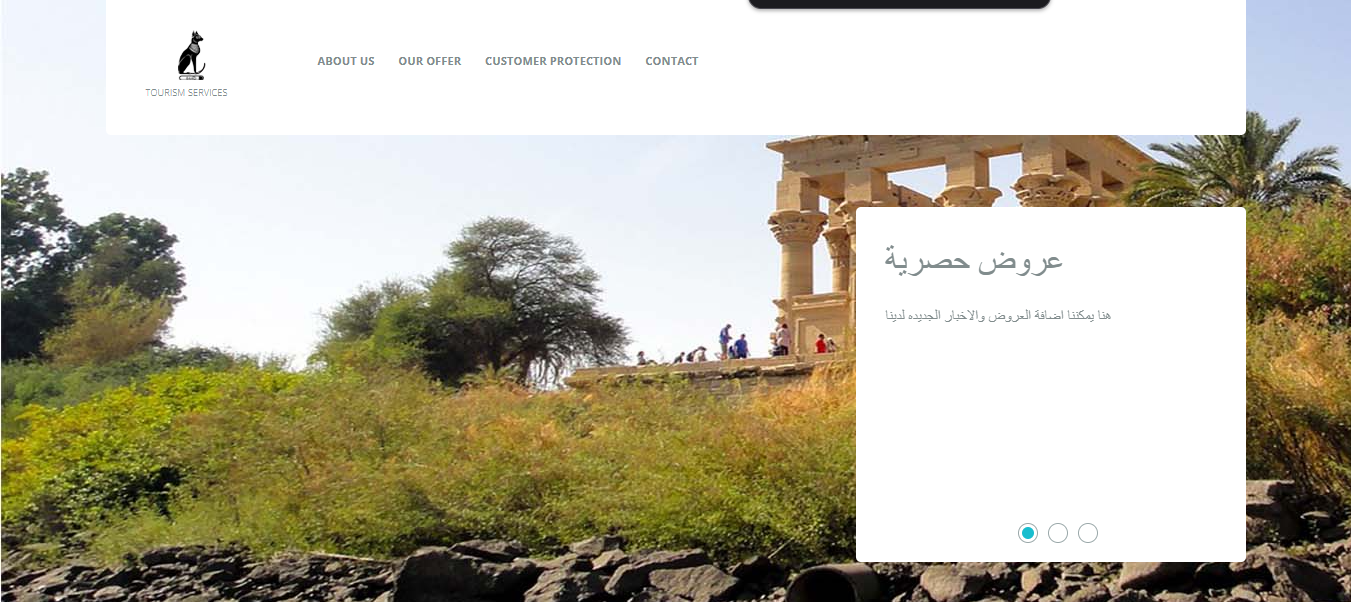 TOURISM SERVICES
ABOUT US OUR OFFER CUSTOMER PROTECTION CONTACT
عروض حصرية
هنا يمكننا اضافة العروض والاخبار الجديده لدينا